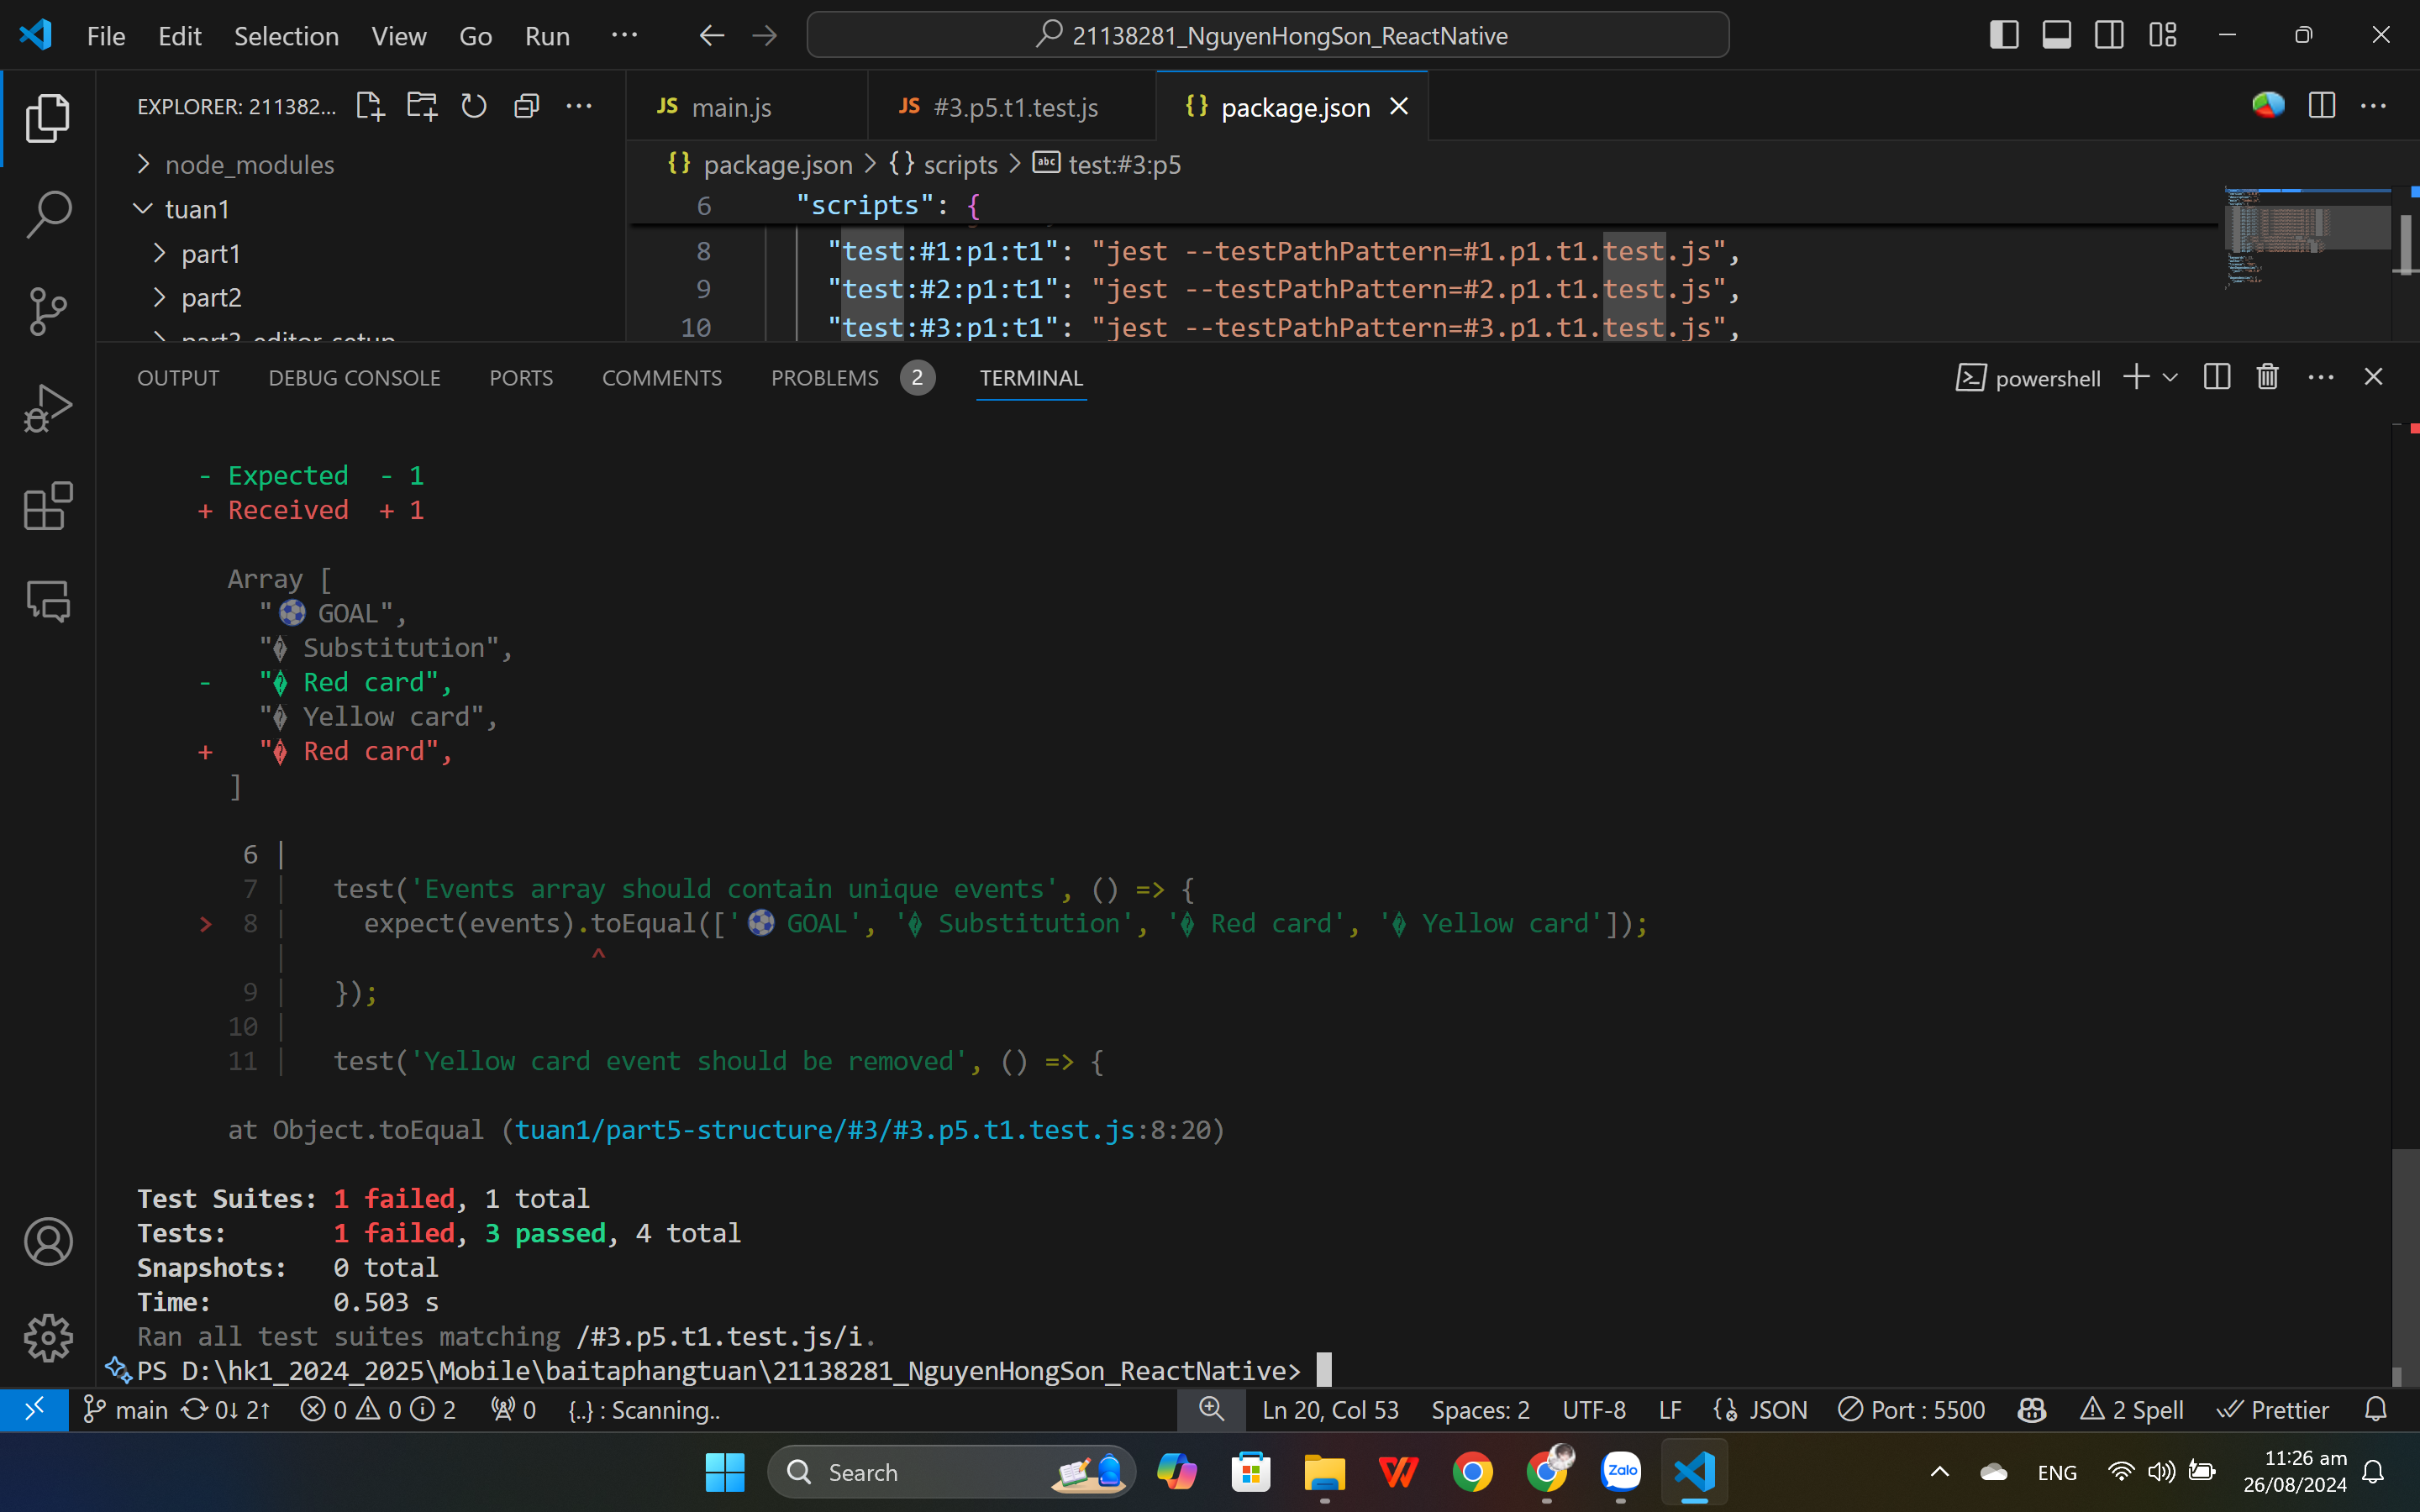 File Edit Selection View Go Run ···
21138281_NguyenHongSon_ReactNative
EXPLORER: 211382...
main.js
#3.p5.t1.test.js
package.json
node_modules
tuan1
part1
part2
part3_editor_setup
package.json > {} scripts > test:#3:p5
6 "scripts": {
8 "test:#1:p1:t1": "jest --testPathPattern=#1.p1.t1.test.js",
9 "test:#2:p1:t1": "jest --testPathPattern=#2.p1.t1.test.js",
10 "test:#3:p1:t1": "jest --testPathPattern=#3.p1.t1.test.js",
OUTPUT DEBUG CONSOLE PORTS COMMENTS PROBLEMS 2 TERMINAL
powershell
- Expected - 1
+ Received + 1
Array [
"⚽ GOAL",
"� Substitution",
- "� Red card",
"� Yellow card",
+ "� Red card",
]
6 |
7 | test('Events array should contain unique events', () => {
> 8 | expect(events).toEqual(['⚽ GOAL', '� Substitution', '� Red card', '� Yellow card']);
| ^
9 | });
10 |
11 | test('Yellow card event should be removed', () => {
at Object.toEqual (tuan1/part5-structure/#3/#3.p5.t1.test.js:8:20)
Test Suites: 1 failed, 1 total
Tests: 1 failed, 3 passed, 4 total
Snapshots: 0 total
Time: 0.503 s
Ran all test suites matching /#3.p5.t1.test.js/i.
PS D:\hk1_2024_2025\Mobile\baitaphangtuan\21138281_NguyenHongSon_ReactNative>
main 0↓ 2↑ 0 0 2 0 {..} : Scanning.. Ln 20, Col 53 Spaces: 2 UTF-8 LF JSON Port : 5500 2 Spell Prettier
Search
Zalo
ENG
11:26 am
26/08/2024